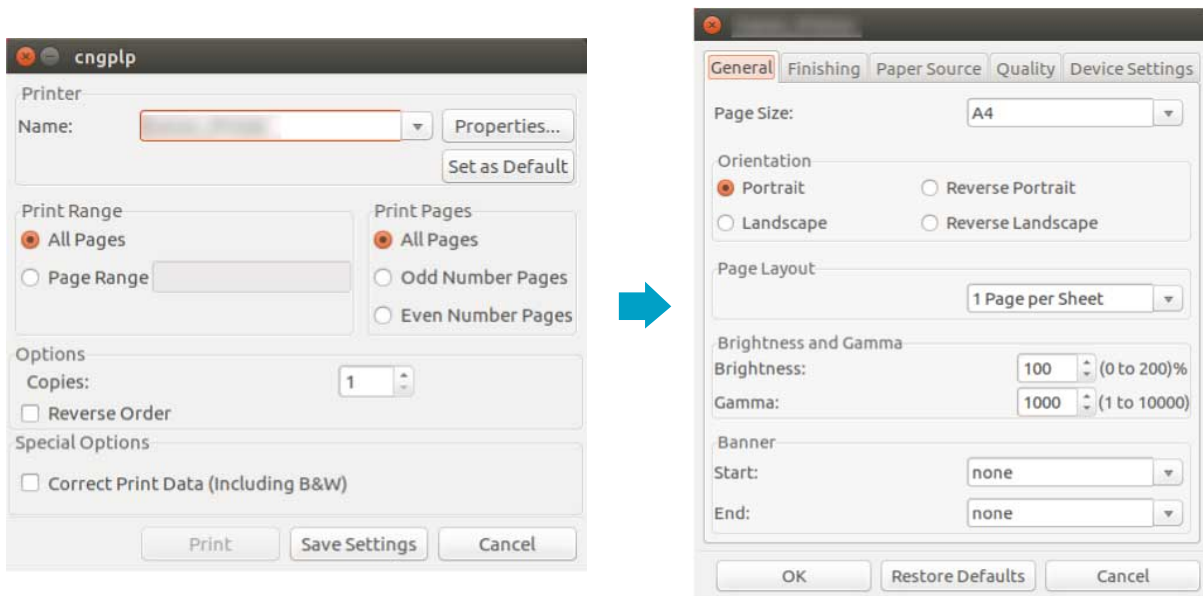 cngplp
Printer
Name:
Properties...
Set as Default
Print Range
All Pages
Page Range
Print Pages
All Pages
Odd Number Pages
Even Number Pages
Options
Copies: 1
Reverse Order
Special Options
Correct Print Data (Including B&W)
Print Save Settings Cancel
General Finishing Paper Source Quality Device Settings
Page Size: A4
Orientation
Portrait Reverse Portrait
Landscape Reverse Landscape
Page Layout
1 Page per Sheet
Brightness and Gamma
Brightness: 100 (0 to 200)%
Gamma: 1000 (1 to 10000)
Banner
Start: none
End: none
OK Restore Defaults Cancel